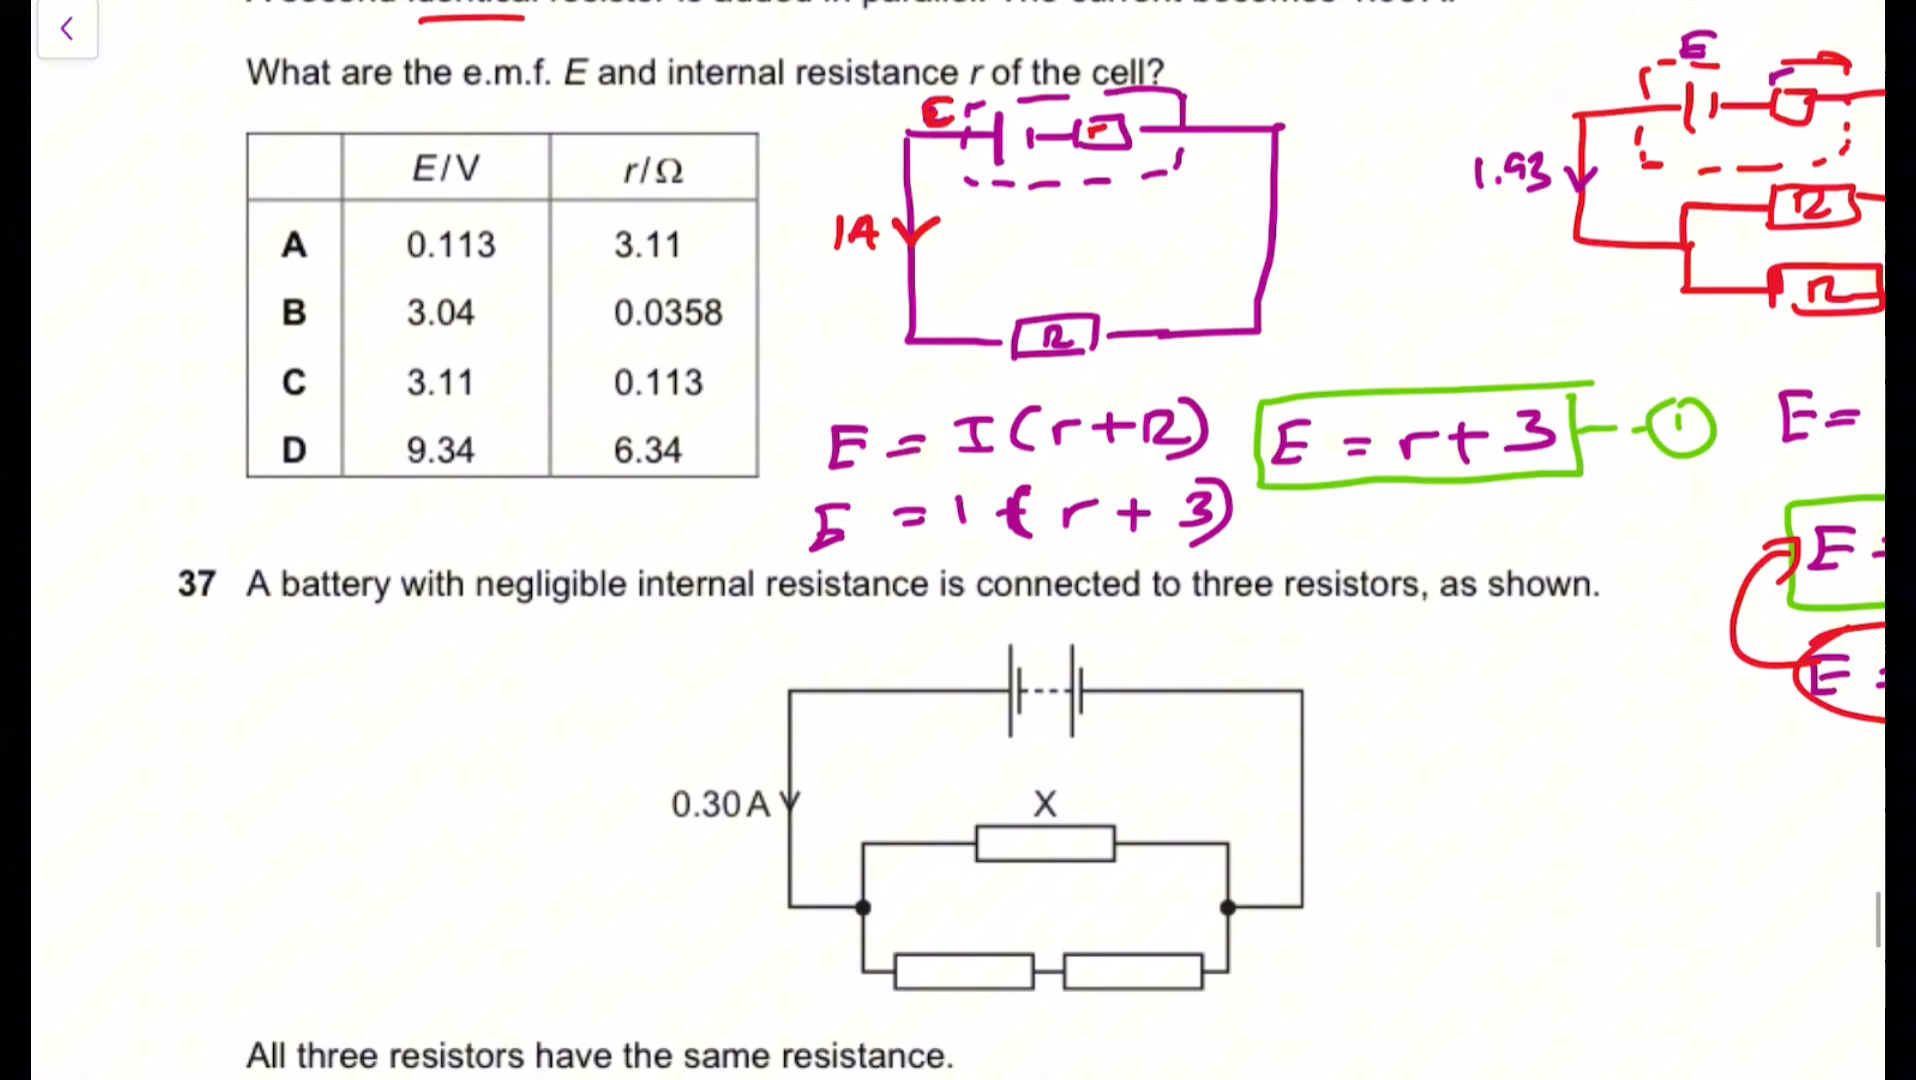 What are the e.m.f. E and internal resistance r of the cell?
E/V r/Ω
A 0.113 3.11
B 3.04 0.0358
C 3.11 0.113
D 9.34 6.34
E r
1A
R
E
r
1.93
R
R
E = I(r+R)
E = 1(r+3)
E = r+3 - ①
E=
E =
E =
37 A battery with negligible internal resistance is connected to three resistors, as shown.
0.30 A
X
All three resistors have the same resistance.